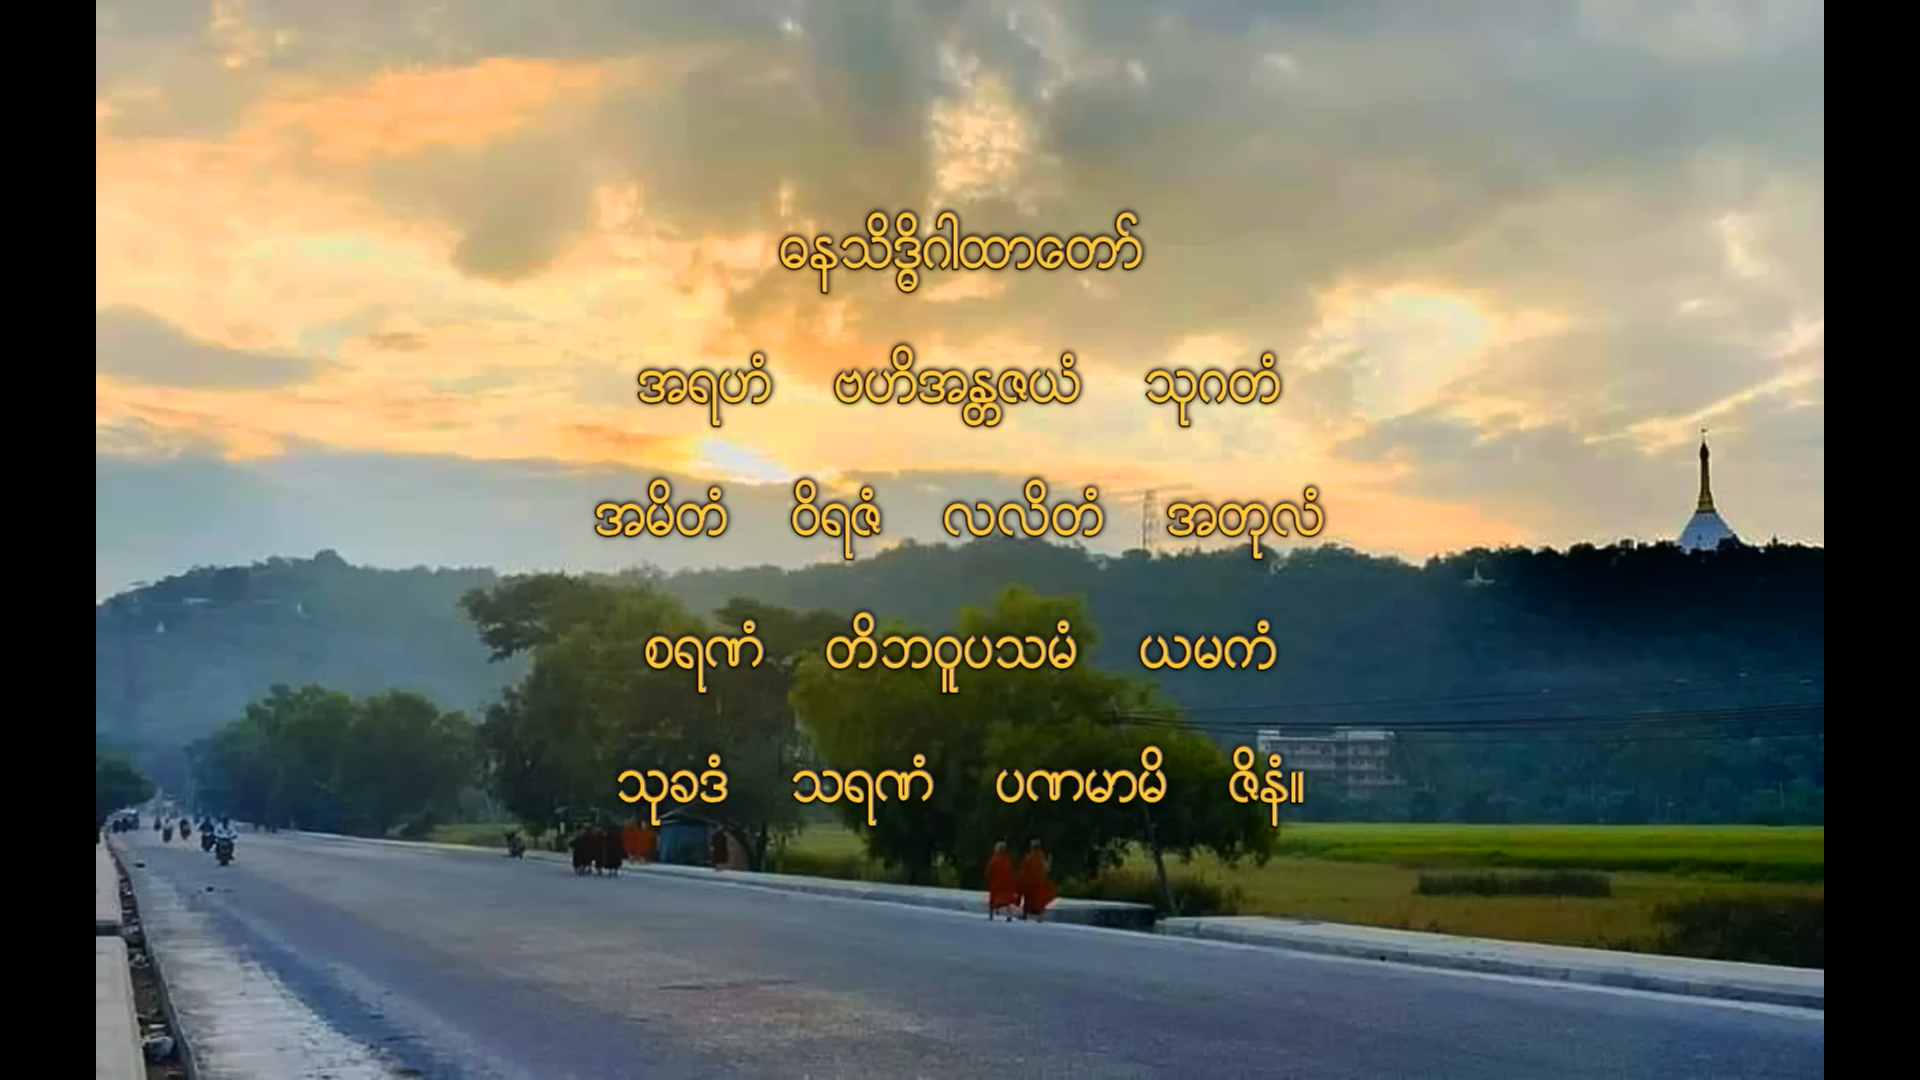 ဓနသိဒ္ဓိဂါထာတော်
အရဟံ ဗဟိအန္တဇယံ သုဂတံ
အမိတံ ဝိရဇံ လလိတံ အတုလံ
စရဏံ တိဘဝူပသမံ ယမကံ
သုခဒံ သရဏံ ပဏမာမိ ဇိနံ။